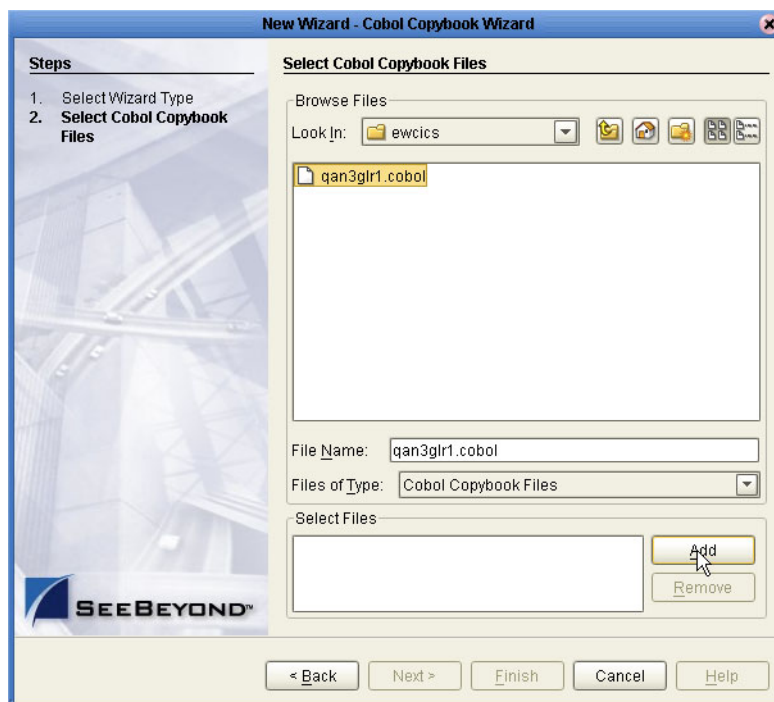 New Wizard - Cobol Copybook Wizard
Steps
1. Select Wizard Type
2. Select Cobol Copybook
Files
Select Cobol Copybook Files
Browse Files
Look In:
ewcics
qan3glr1.cobol
File Name:
qan3glr1.cobol
Files of Type:
Cobol Copybook Files
Select Files
Add
Remove
SEEBEYOND™
< Back
Next >
Finish
Cancel
Help